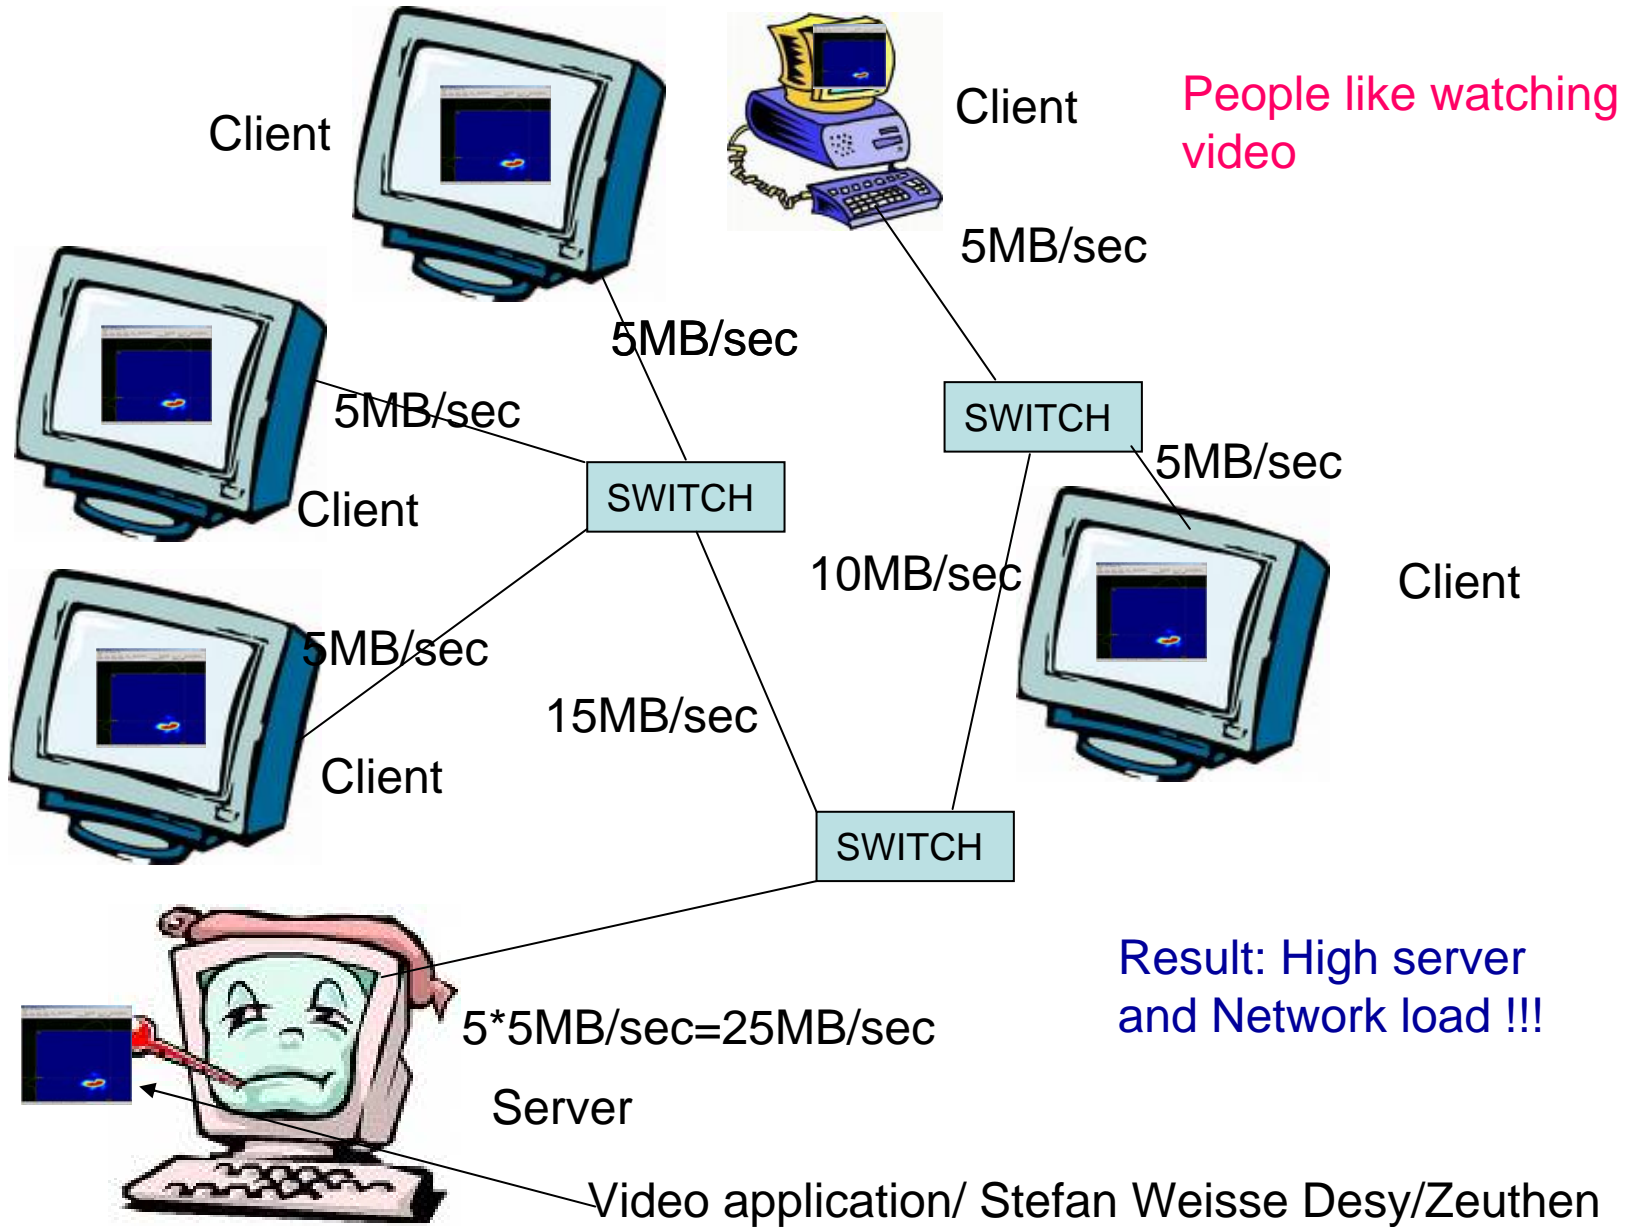 Client
Client
People like watching
video
5MB/sec
5MB/sec
5MB/sec
SWITCH
5MB/sec
Client
SWITCH
10MB/sec
Client
5MB/sec
15MB/sec
Client
SWITCH
Result: High server
and Network load !!!
5*5MB/sec=25MB/sec
Server
Video application/ Stefan Weisse Desy/Zeuthen